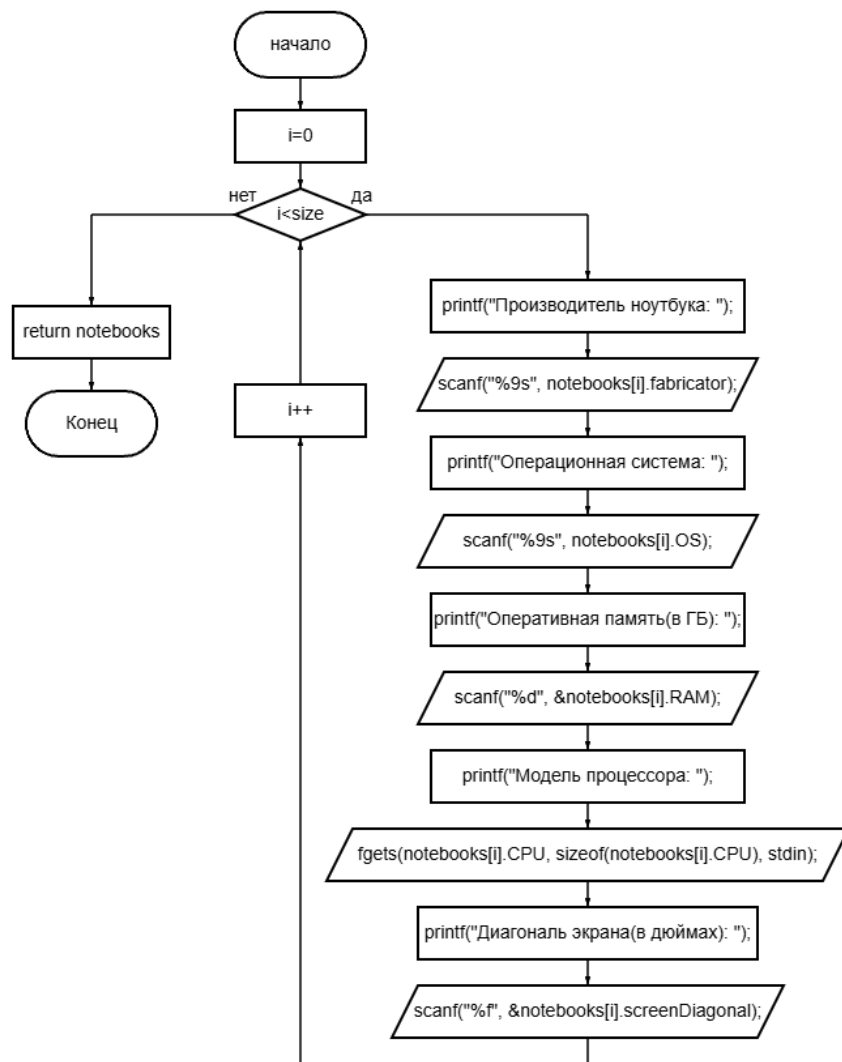 начало
i=0
нет
да
i<size
printf("Производитель ноутбука: ");
return notebooks
scanf("%9s", notebooks[i].fabricator);
Конец
i++
printf("Операционная система: ");
scanf("%9s", notebooks[i].OS);
printf("Оперативная память(в ГБ): ");
scanf("%d", &notebooks[i].RAM);
printf("Модель процессора: ");
fgets(notebooks[i].CPU, sizeof(notebooks[i].CPU), stdin);
printf("Диагональ экрана(в дюймах): ");
scanf("%f", &notebooks[i].screenDiagonal);